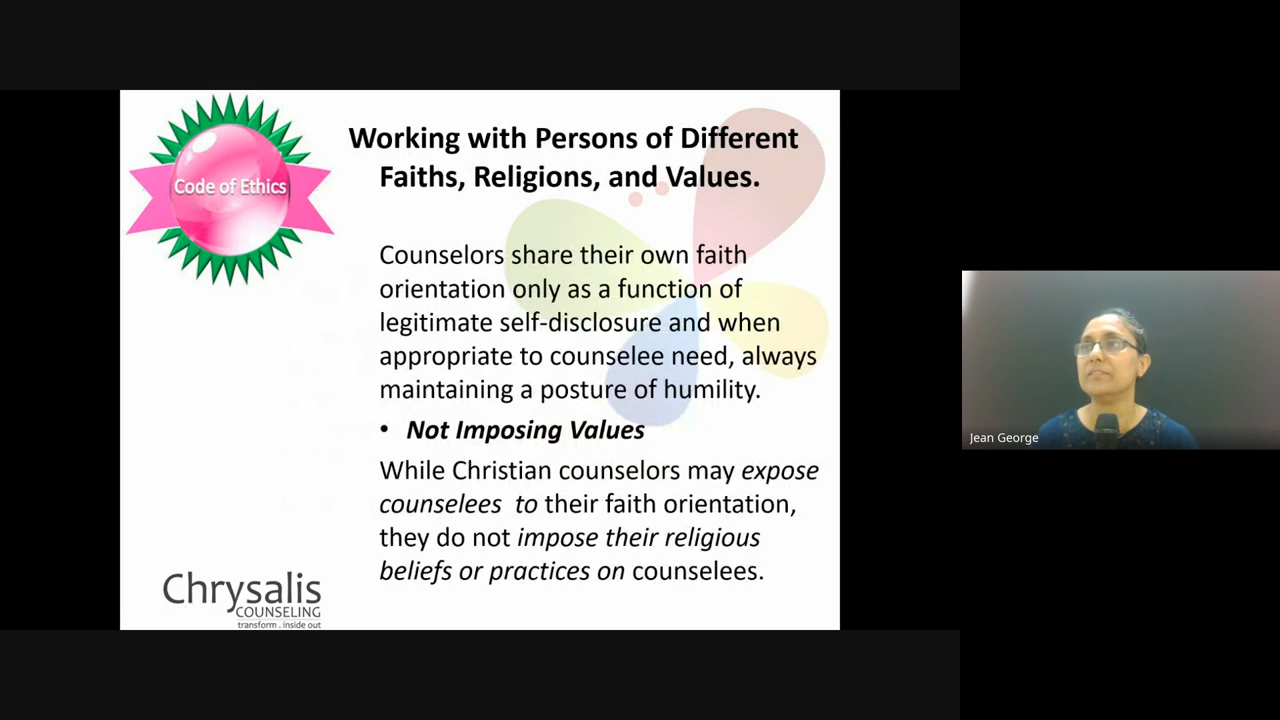 Code of Ethics
Working with Persons of Different
Faiths, Religions, and Values.
Counselors share their own faith
orientation only as a function of
legitimate self-disclosure and when
appropriate to counselee need, always
maintaining a posture of humility.
• Not Imposing Values
While Christian counselors may expose
counselees to their faith orientation,
they do not impose their religious
beliefs or practices on counselees.
Chrysalis
COUNSELING
transform . inside out
Jean George